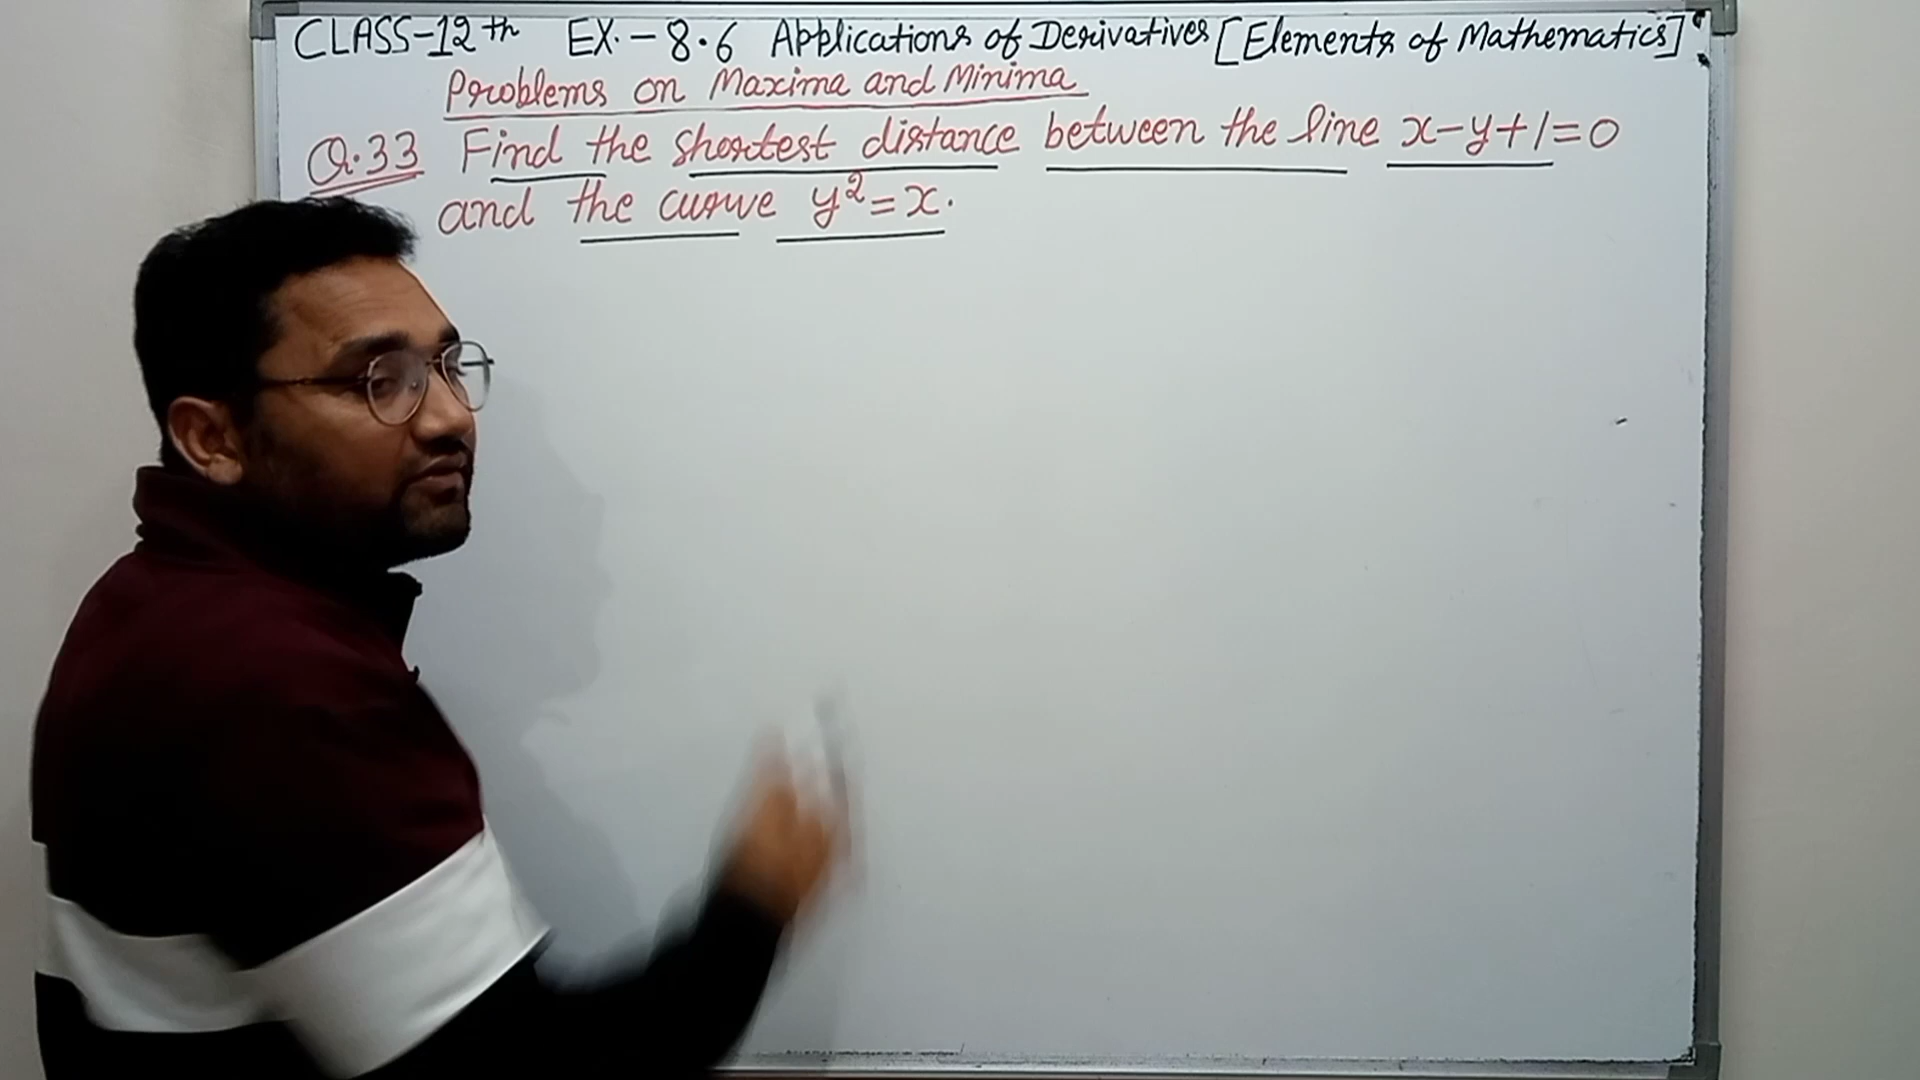 CLASS-12th EX.-8.6 Applications of Derivatives [Elements of Mathematics]
Problems on Maxima and Minima
Q.33 Find the shortest distance between the line x-y+1=0
and the curve y²=x.